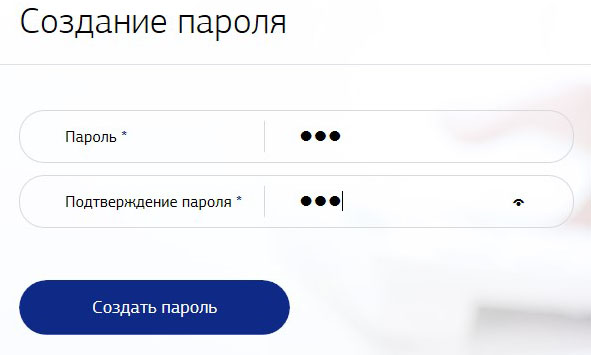 Создание пароля
Пароль * ●●●
Подтверждение пароля * ●●●
Создать пароль